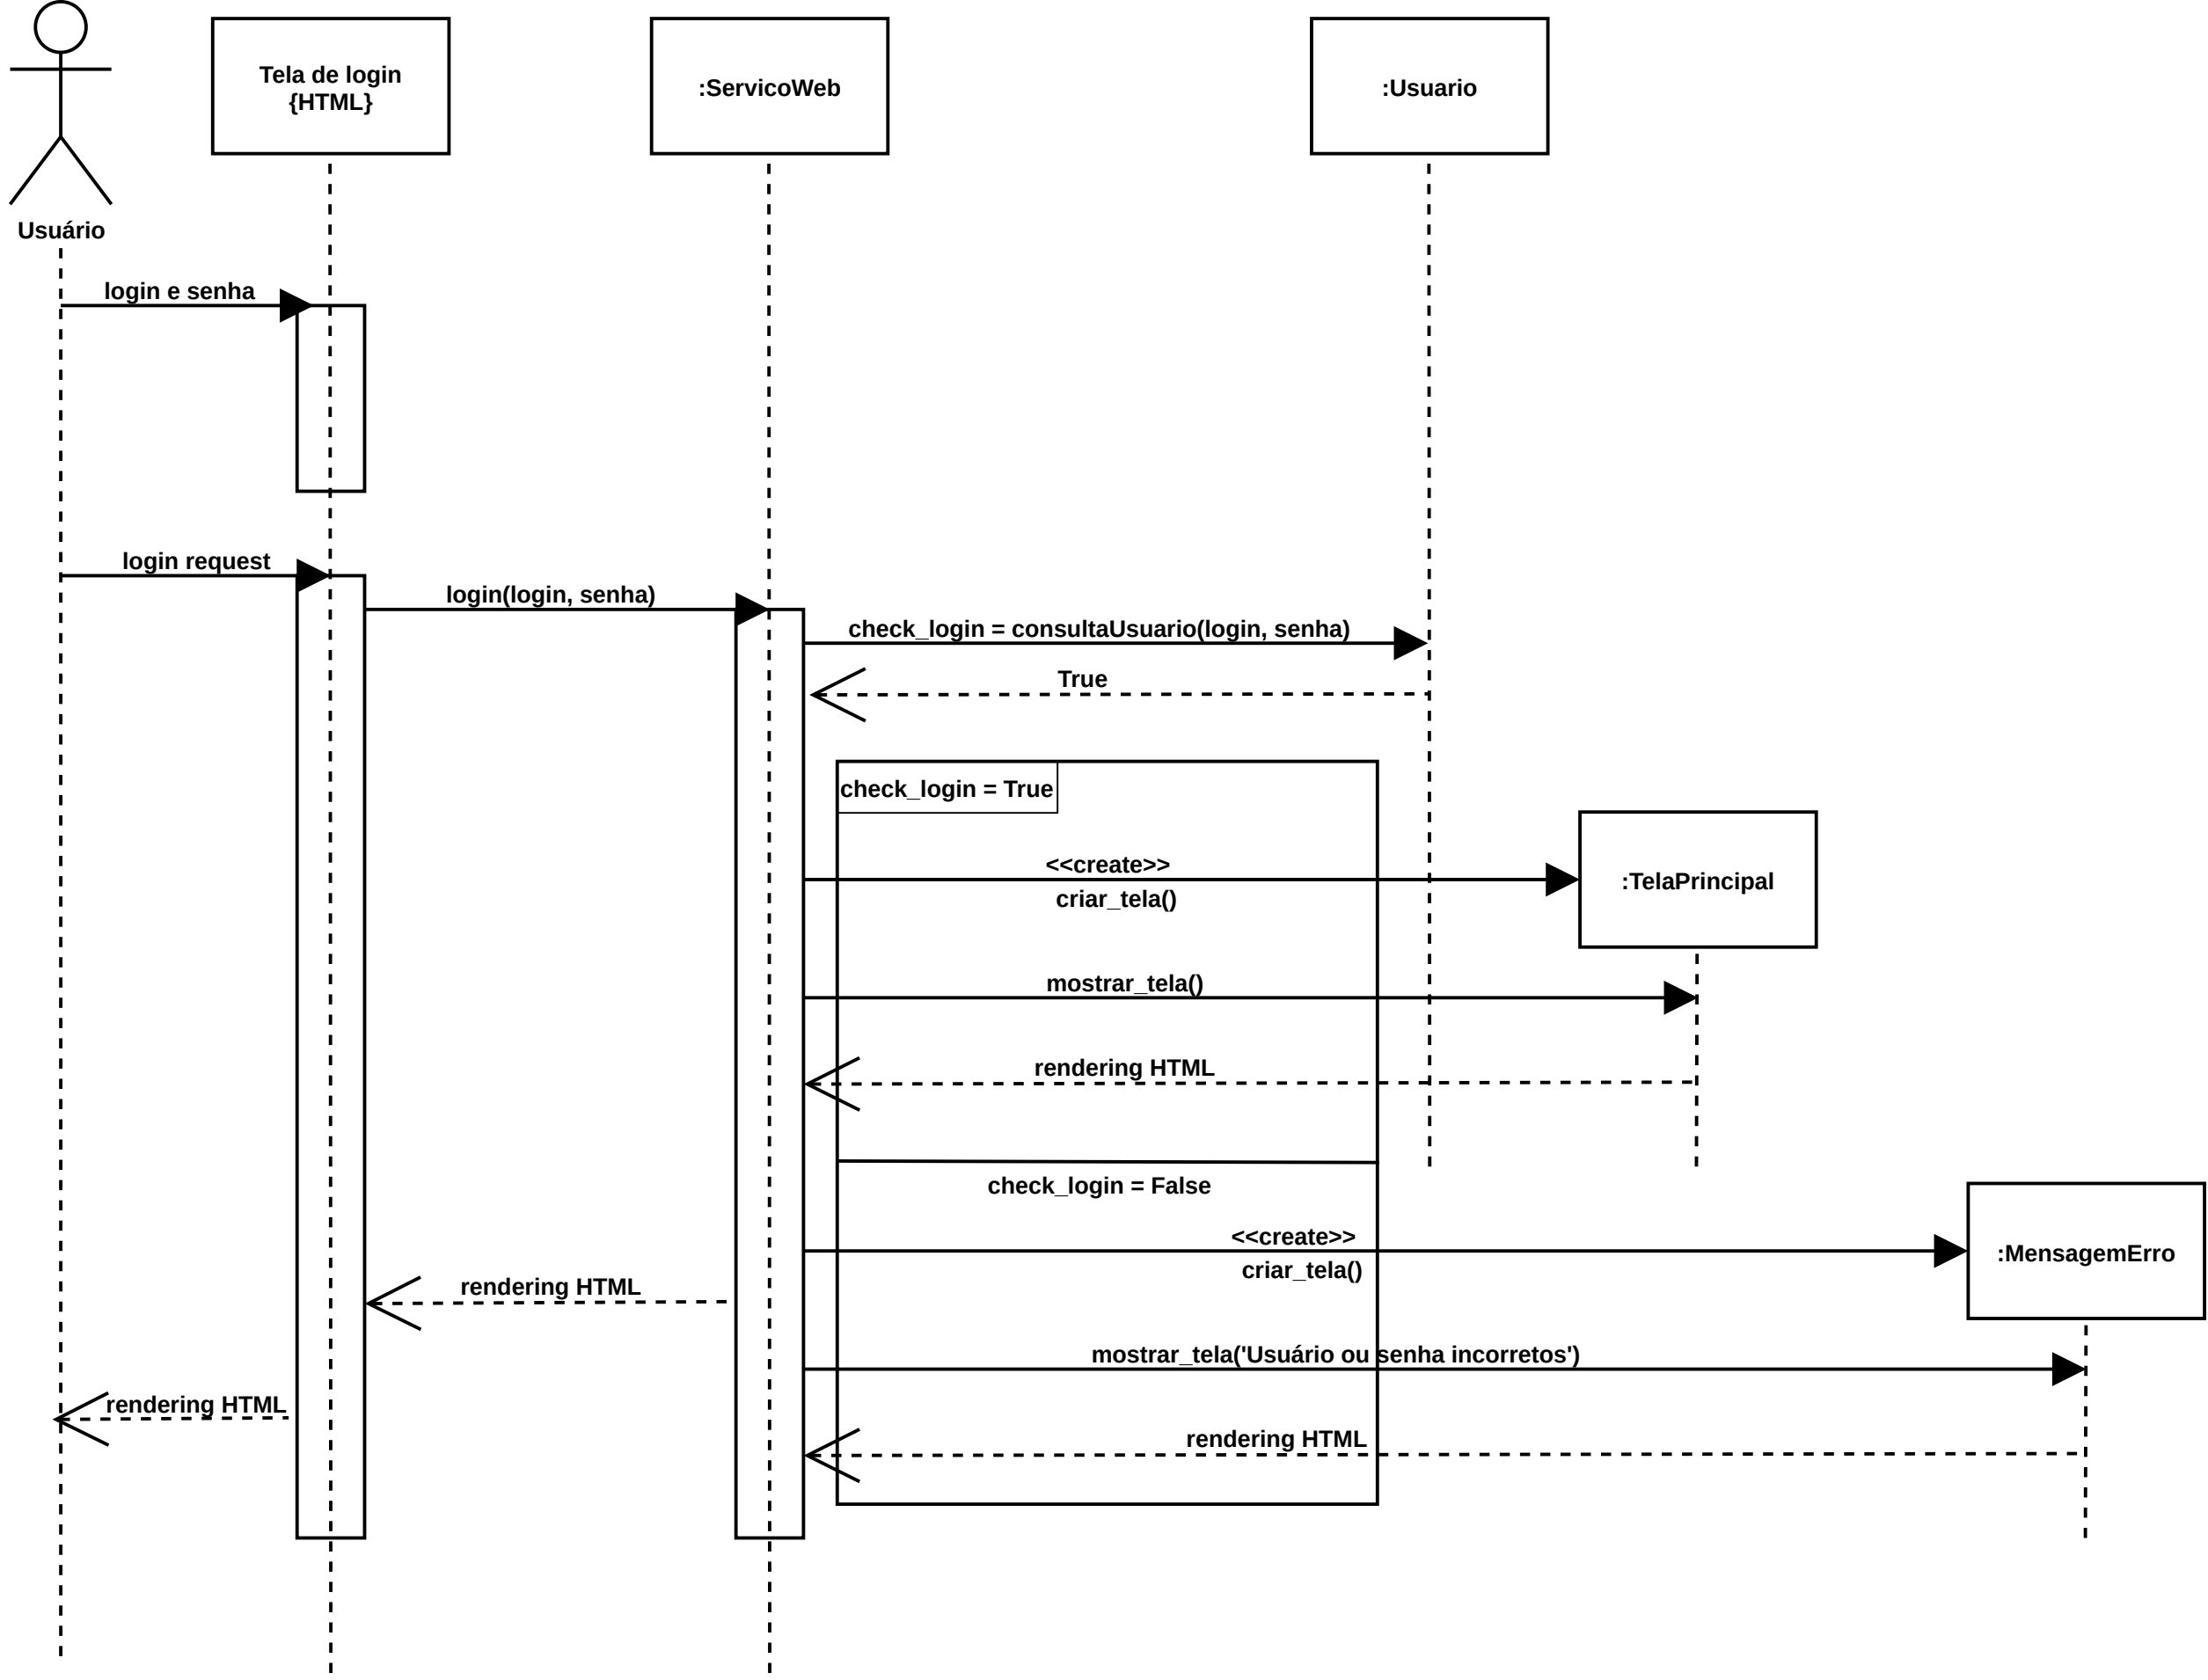 Tela de login
{HTML}
:ServicoWeb
:Usuario
Usuário
login e senha
login request
login(login, senha)
check_login = consultaUsuario(login, senha)
True
check_login = True
<<create>>
criar_tela()
:TelaPrincipal
mostrar_tela()
rendering HTML
check_login = False
<<create>>
criar_tela()
:MensagemErro
rendering HTML
mostrar_tela('Usuário ou senha incorretos')
rendering HTML
rendering HTML